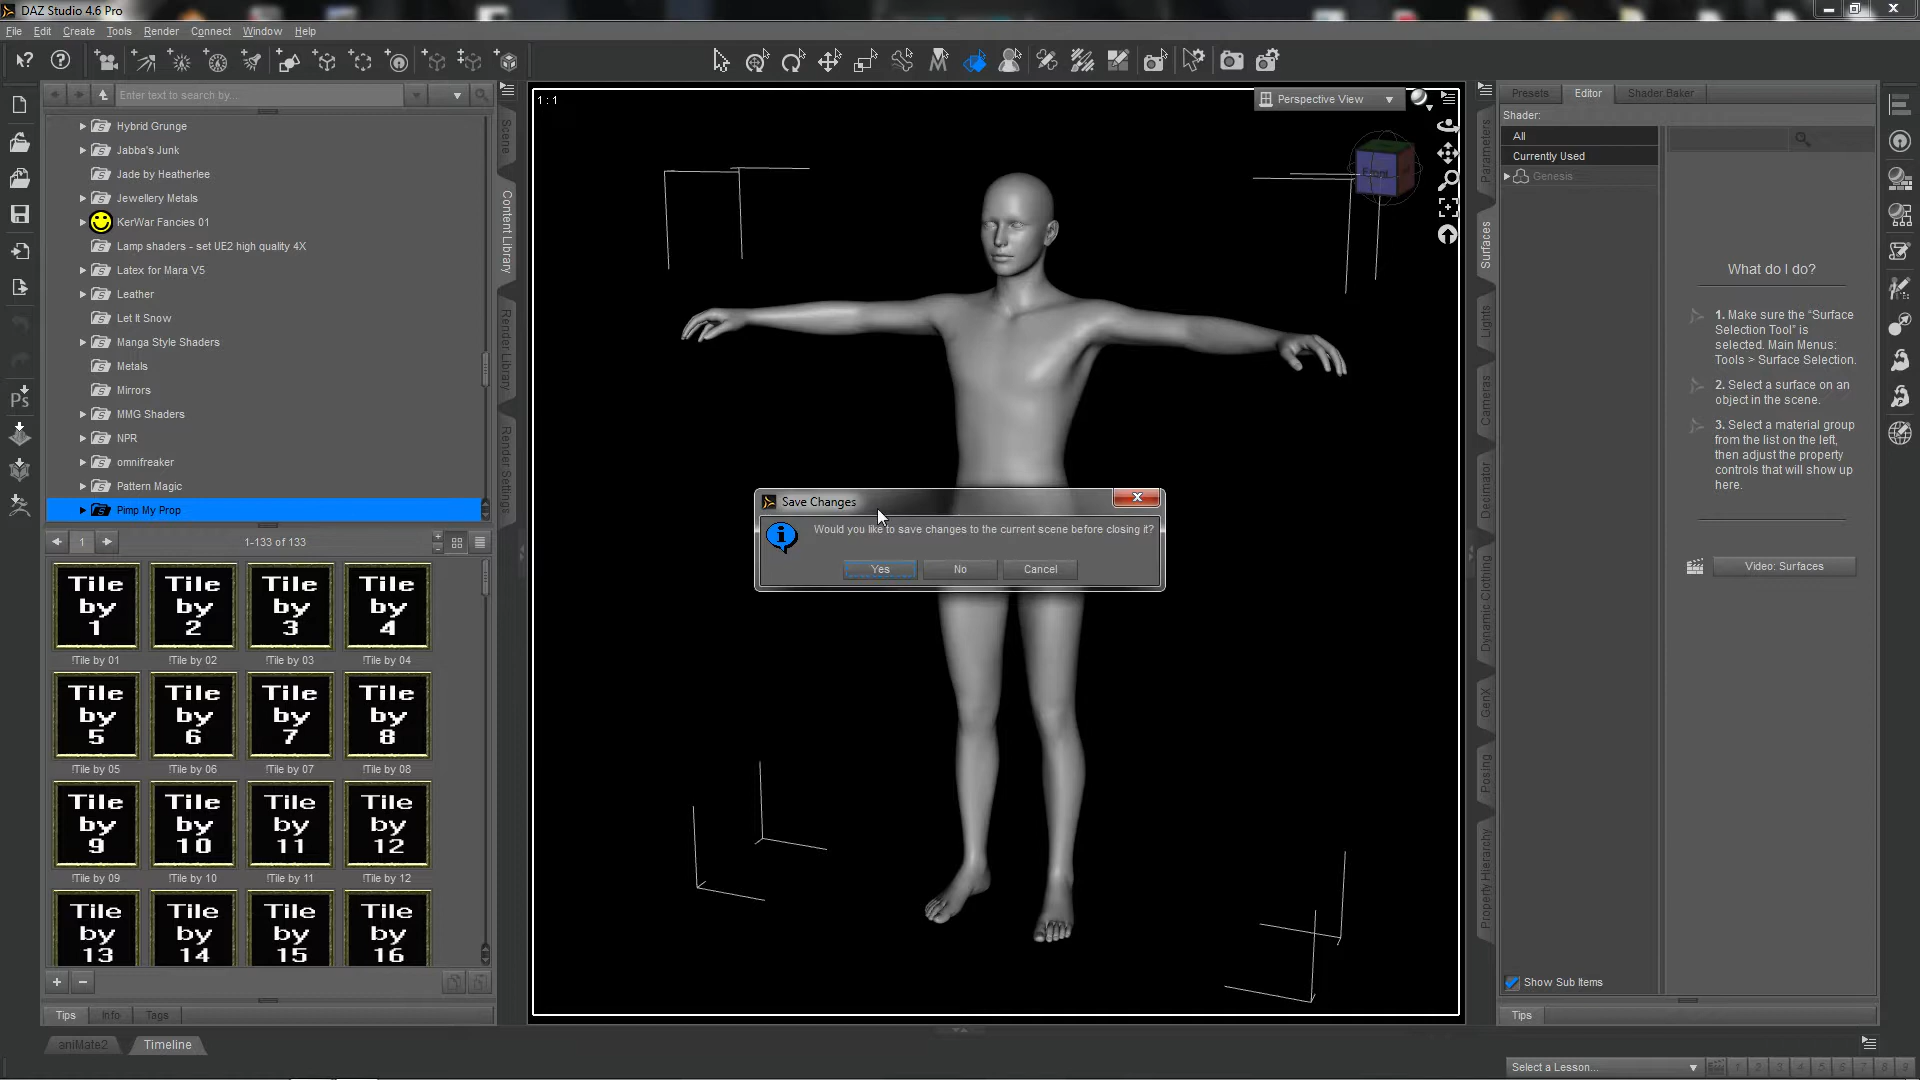 DAZ Studio 4.6 Pro
File Edit Create Tools Render Connect Window Help
Enter text to search by...
Hybrid Grunge
Jabba's Junk
Jade by Heatherlee
Jewellery Metals
KerWar Fancies 01
Lamp shaders - set UE2 high quality 4X
Latex for Mara V5
Leather
Let It Snow
Manga Style Shaders
Metals
Mirrors
MMG Shaders
NPR
omnifreaker
Pattern Magic
Pimp My Prop
1
1-133 of 133
Tile by 1
Tile by 2
Tile by 3
Tile by 4
!Tile by 01
!Tile by 02
!Tile by 03
!Tile by 04
Tile by 5
Tile by 6
Tile by 7
Tile by 8
!Tile by 05
!Tile by 06
!Tile by 07
!Tile by 08
Tile by 9
Tile by 10
Tile by 11
Tile by 12
!Tile by 09
!Tile by 10
!Tile by 11
!Tile by 12
Tile by 13
Tile by 14
Tile by 15
Tile by 16
Tips
Info
Tags
aniMate2
Timeline
Scene
Content Library
Render Library
Render Settings
1 : 1
Perspective View
Front
Save Changes
Would you like to save changes to the current scene before closing it?
Yes
No
Cancel
Parameters
Surfaces
Lights
Cameras
Decimator
Dynamic Clothing
GenX
Posing
Property Hierarchy
Presets
Editor
Shader Baker
Shader:
All
Currently Used
Genesis
What do I do?
1. Make sure the “Surface
Selection Tool” is
selected. Main Menus:
Tools > Surface Selection.
2. Select a surface on an
object in the scene.
3. Select a material group
from the list on the left,
then adjust the property
controls that will show up
here.
Video: Surfaces
Show Sub Items
Tips
Select a Lesson...
1 2 3 4 5 6 7 8 9